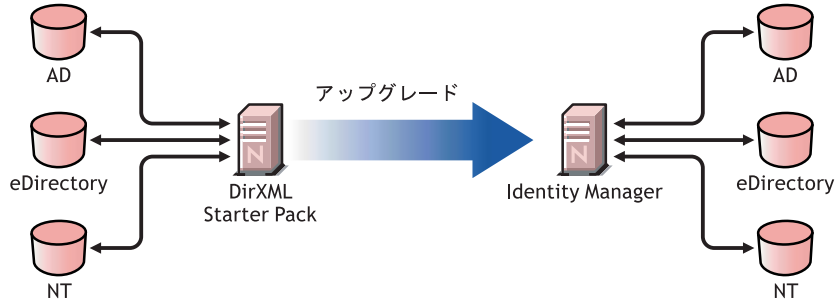 アップグレード
AD
eDirectory
NT
DirXML
Starter Pack
N
Identity Manager
N
AD
eDirectory
NT